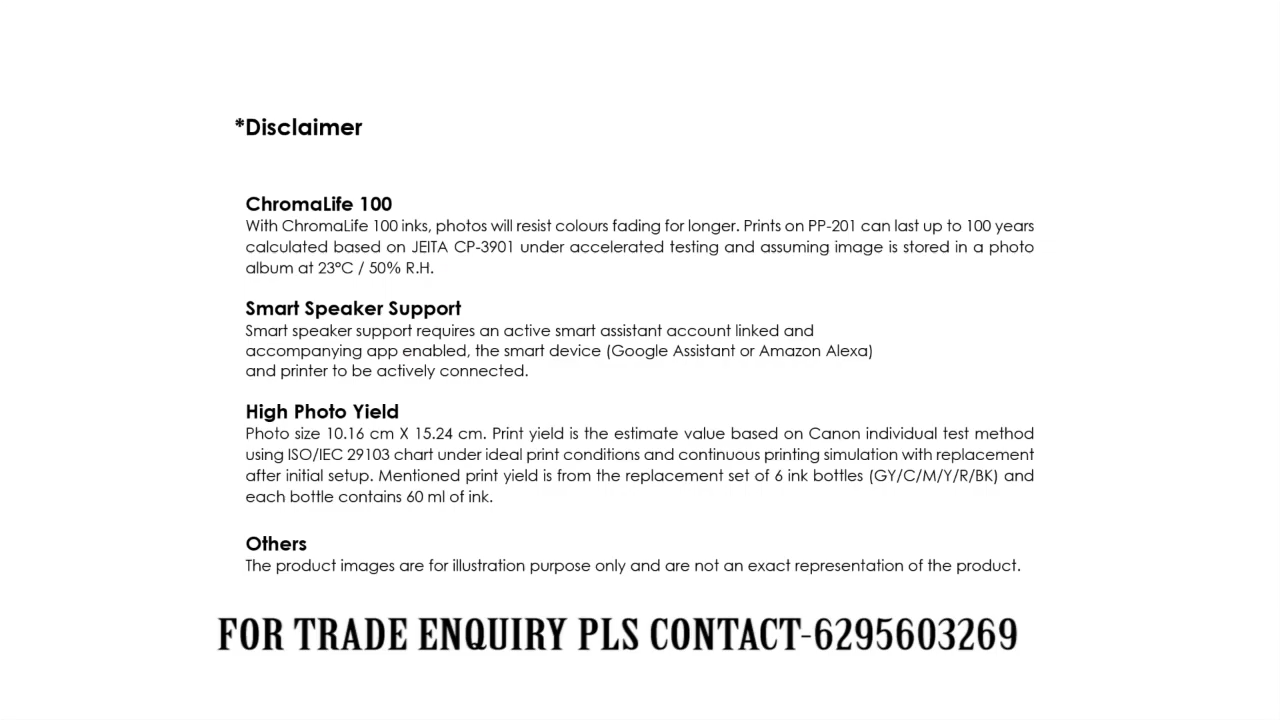 *Disclaimer
ChromaLife 100
With ChromaLife 100 inks, photos will resist colours fading for longer. Prints on PP-201 can last up to 100 years
calculated based on JEITA CP-3901 under accelerated testing and assuming image is stored in a photo
album at 23°C / 50% R.H.
Smart Speaker Support
Smart speaker support requires an active smart assistant account linked and
accompanying app enabled, the smart device (Google Assistant or Amazon Alexa)
and printer to be actively connected.
High Photo Yield
Photo size 10.16 cm X 15.24 cm. Print yield is the estimate value based on Canon individual test method
using ISO/IEC 29103 chart under ideal print conditions and continuous printing simulation with replacement
after initial setup. Mentioned print yield is from the replacement set of 6 ink bottles (GY/C/M/Y/R/BK) and
each bottle contains 60 ml of ink.
Others
The product images are for illustration purpose only and are not an exact representation of the product.
FOR TRADE ENQUIRY PLS CONTACT-6295603269